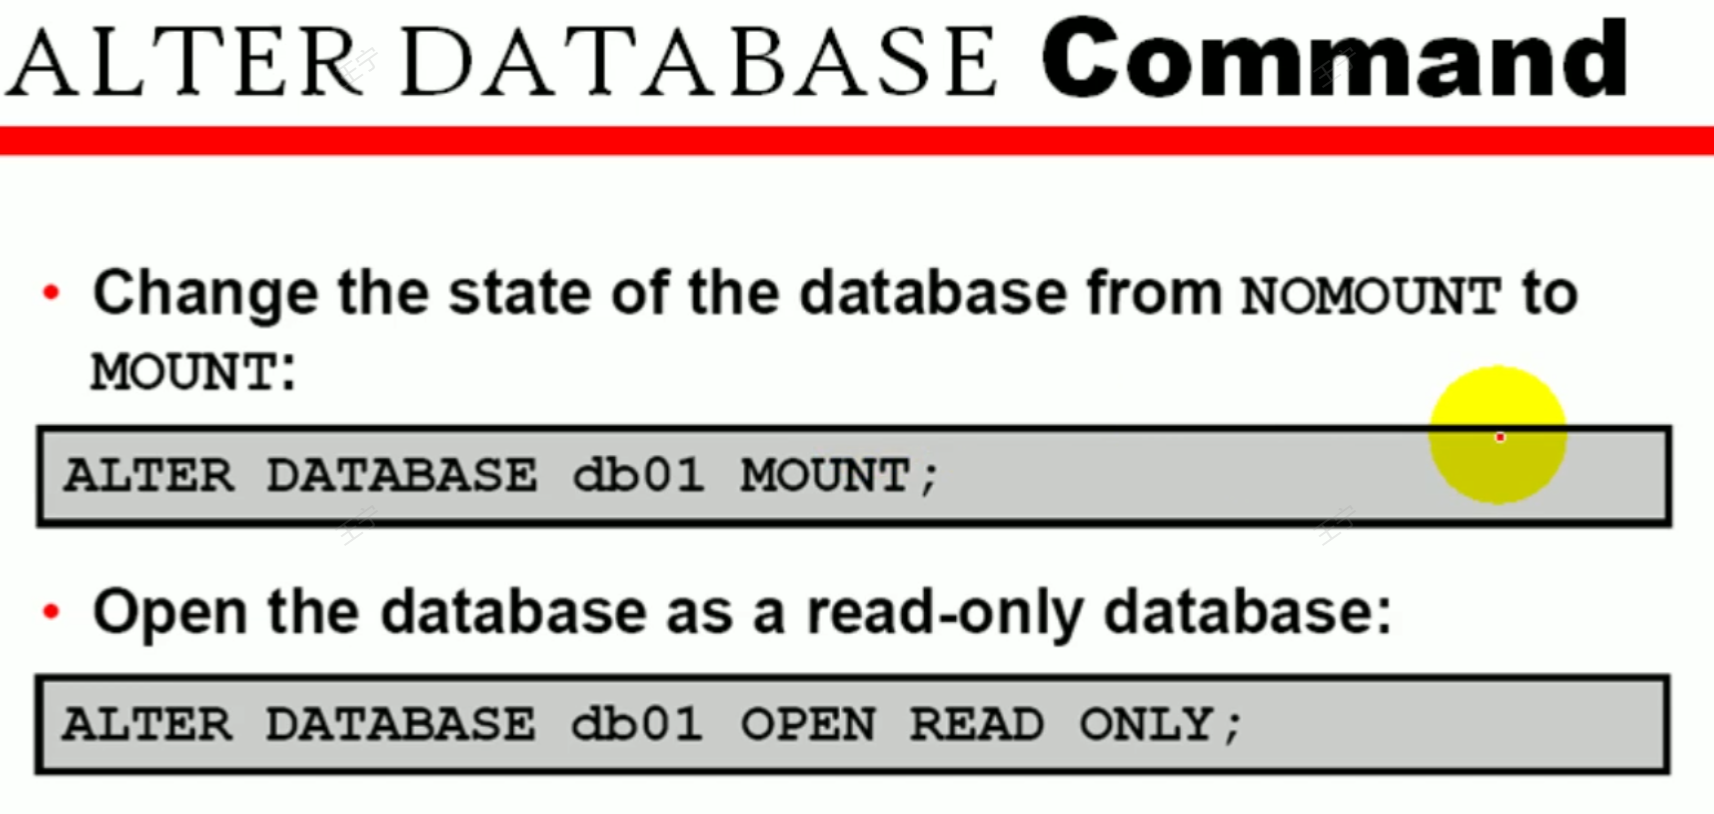 ALTER DATABASE Command
• Change the state of the database from NOMOUNT to
MOUNT:
ALTER DATABASE db01 MOUNT;
• Open the database as a read-only database:
ALTER DATABASE db01 OPEN READ ONLY;